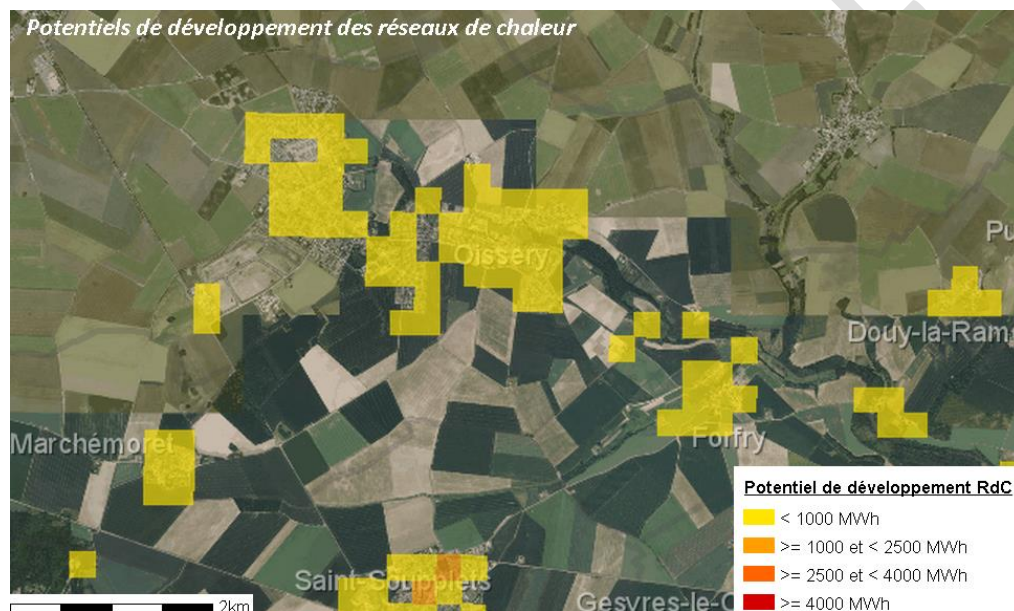 Potentiels de développement des réseaux de chaleur
Oissery
Pu
Douy-la-Ram
Marchémoret
Forfry
Saint-Soupplets
Gesvres-le-C
2km
Potentiel de développement RdC
< 1000 MWh
>= 1000 et < 2500 MWh
>= 2500 et < 4000 MWh
>= 4000 MWh